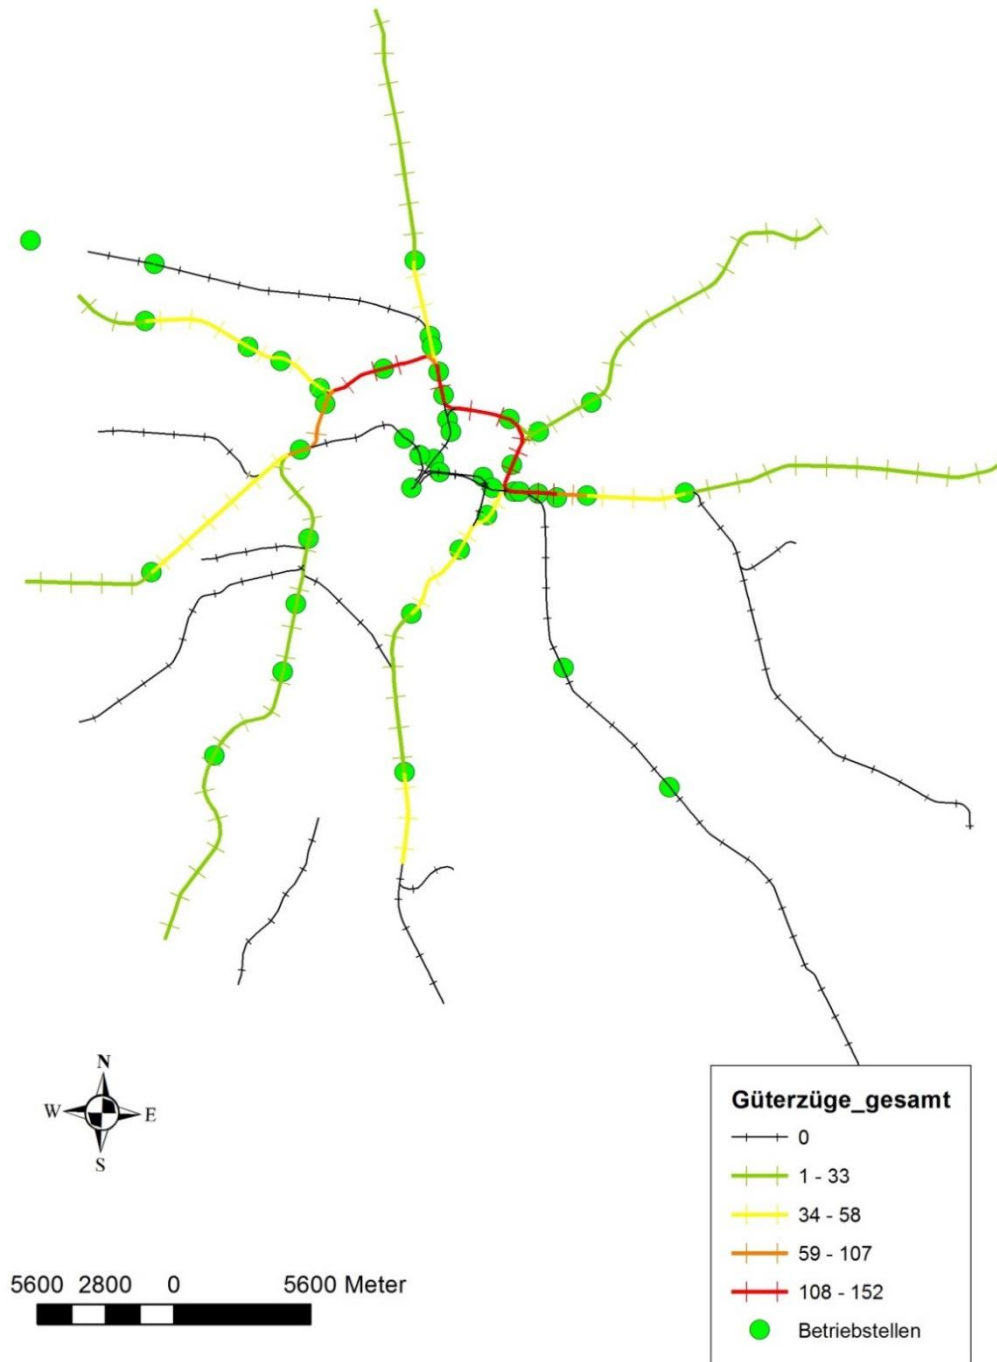 N
W E
S
5600 2800 0 5600 Meter
Güterzüge_gesamt
0
1 - 33
34 - 58
59 - 107
108 - 152
Betriebstellen